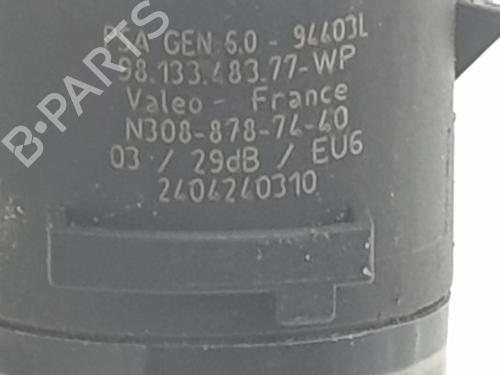 PSA GEN 6.0 - 94403L
98.133.483.77-WP
Valeo - France
N308-878-74-40
03 / 29dB / EU6
2404240310
B-PARTS